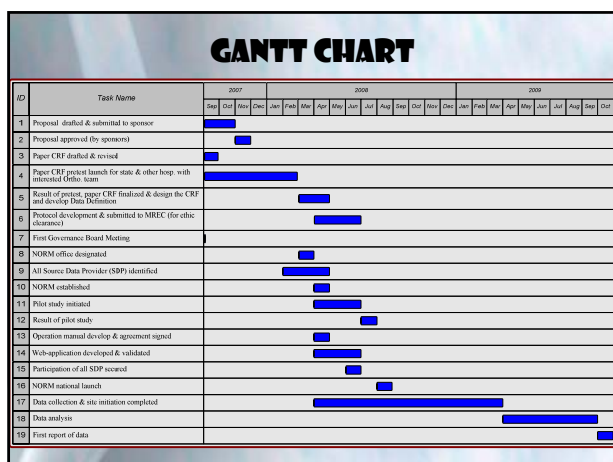 GANTT CHART
ID Task Name 2007 2008 2009
Sep Oct Nov Dec Jan Feb Mar Apr May Jun Jul Aug Sep Oct Nov Dec Jan Feb Mar Apr May Jun Jul Aug Sep Oct
1 Proposal drafted & submitted to sponsor
2 Proposal approved (by sponsors)
3 Paper CRF drafted & revised
4 Paper CRF pretest launch for state & other hosp. with
interested Ortho. team
5 Result of pretest, paper CRF finalized & design the CRF
and develop Data Definition
6 Protocol development & submitted to MREC (for ethic
clearance)
7 First Governance Board Meeting
8 NORM office designated
9 All Source Data Provider (SDP) identified
10 NORM established
11 Pilot study initiated
12 Result of pilot study
13 Operation manual develop & agreement signed
14 Web-application developed & validated
15 Participation of all SDP secured
16 NORM national launch
17 Data collection & site initiation completed
18 Data analysis
19 First report of data